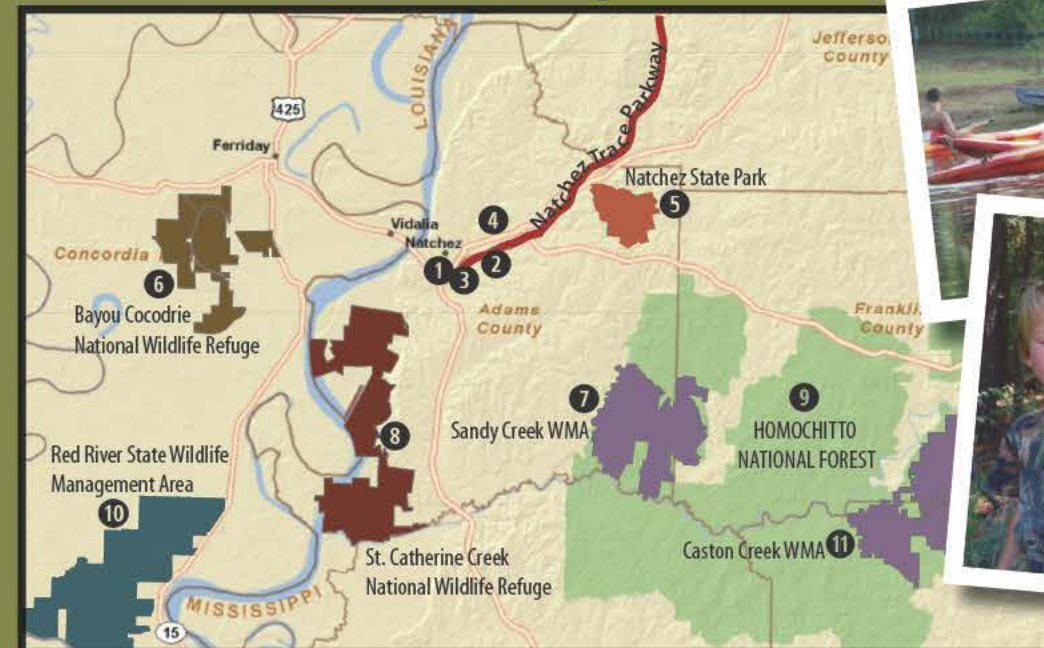 LOUISIANA
Jefferso
County
425
Natchez Trace Parkway
Ferriday
Natchez State Park
5
4
Vidalia
Natchez
1
3
2
Concordia
6
Bayou Cocodrie
National Wildlife Refuge
Adams
County
Frankli
County
7
Sandy Creek WMA
9
HOMOCHITTO
NATIONAL FOREST
8
Red River State Wildlife
Management Area
10
Caston Creek WMA
11
St. Catherine Creek
National Wildlife Refuge
MISSISSIPPI
15